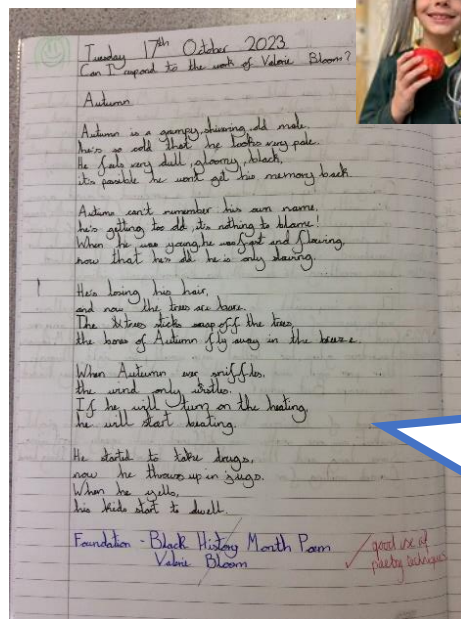 Tuesday 17th October 2023
Can I respond to the work of Valerie Bloom?
Autumn
Autumn is a grumpy, shivering, old male,
he's so cold that he looks very pale.
He feels very dull, gloomy, black,
it's possible he won't get his memory back.
Autumn can't remember his own name,
he's getting too old, it's nothing to blame!
When he was young, he was fast and flowing,
now that he's old he is only slowing.
He's losing his hair,
and now the trees are bare.
The trees sticks snap off the trees,
the bones of Autumn fly away in the breeze.
When Autumn ever sniffles,
the wind only wistles.
If he will turn on the heating,
he will start beating.
He started to take drugs,
now he throws up in jugs.
When he yells,
his kids start to dwell.
Foundation - Black History Month Poem
Valerie Bloom
good use of
poetry techniques